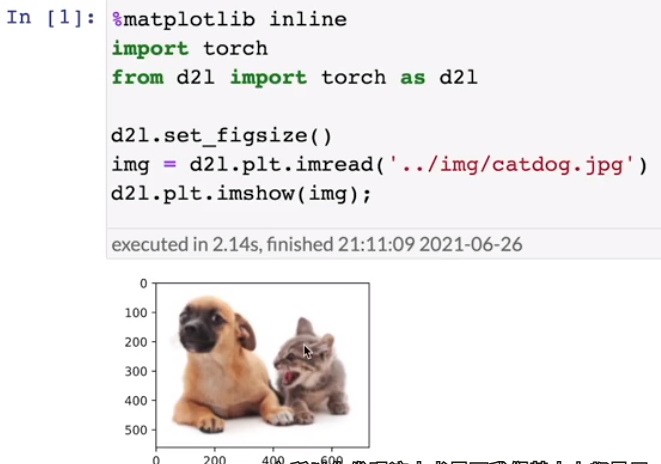 In [1]: %matplotlib inline
import torch
from d2l import torch as d2l
d2l.set_figsize()
img = d2l.plt.imread('../img/catdog.jpg')
d2l.plt.imshow(img);
executed in 2.14s, finished 21:11:09 2021-06-26
0
100
200
300
400
500
0 200 400 600